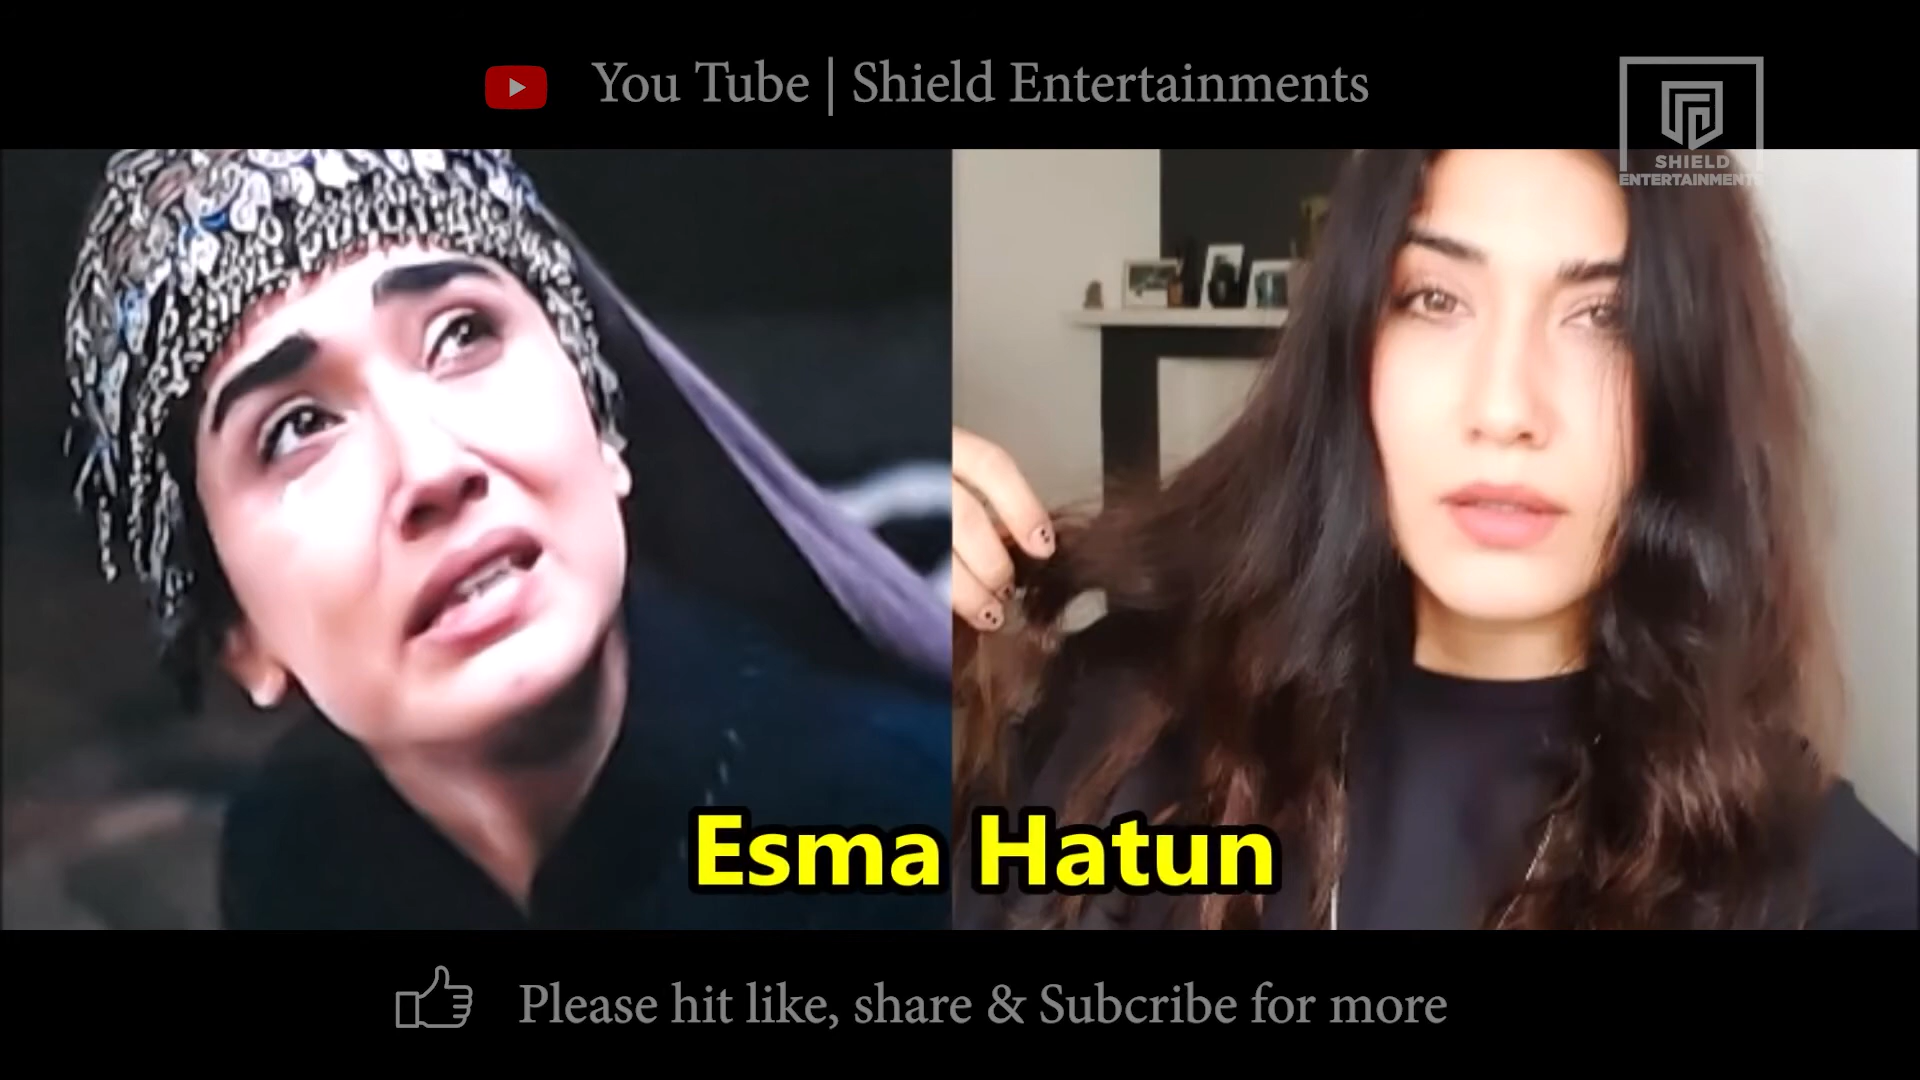 You Tube | Shield Entertainments
SHIELD
ENTERTAINMENTS
Esma Hatun
Please hit like, share & Subcribe for more